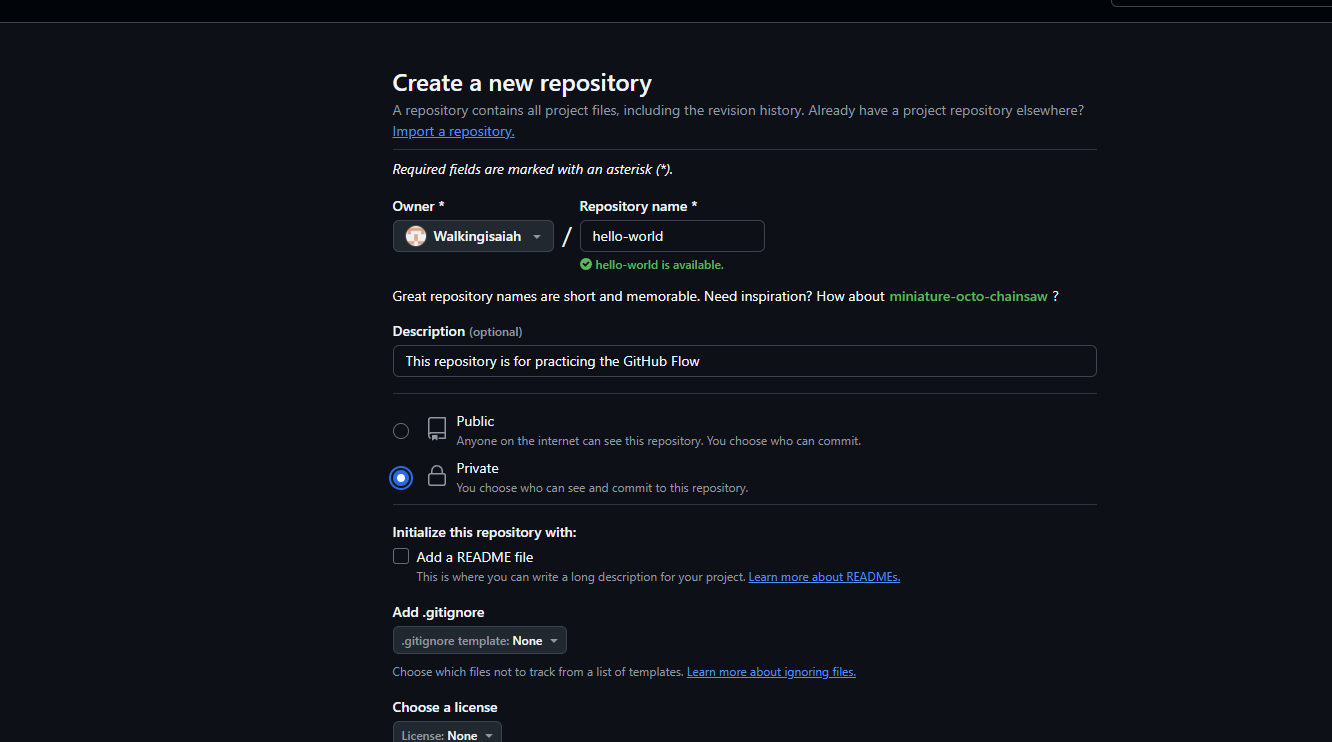 Create a new repository
A repository contains all project files, including the revision history. Already have a project repository elsewhere?
Import a repository.
Required fields are marked with an asterisk (*).
Owner * Repository name *
Walkingisaiah / hello-world
hello-world is available.
Great repository names are short and memorable. Need inspiration? How about miniature-octo-chainsaw ?
Description (optional)
This repository is for practicing the GitHub Flow
Public
Anyone on the internet can see this repository. You choose who can commit.
Private
You choose who can see and commit to this repository.
Initialize this repository with:
Add a README file
This is where you can write a long description for your project. Learn more about READMEs.
Add .gitignore
.gitignore template: None
Choose which files not to track from a list of templates. Learn more about ignoring files.
Choose a license
License: None